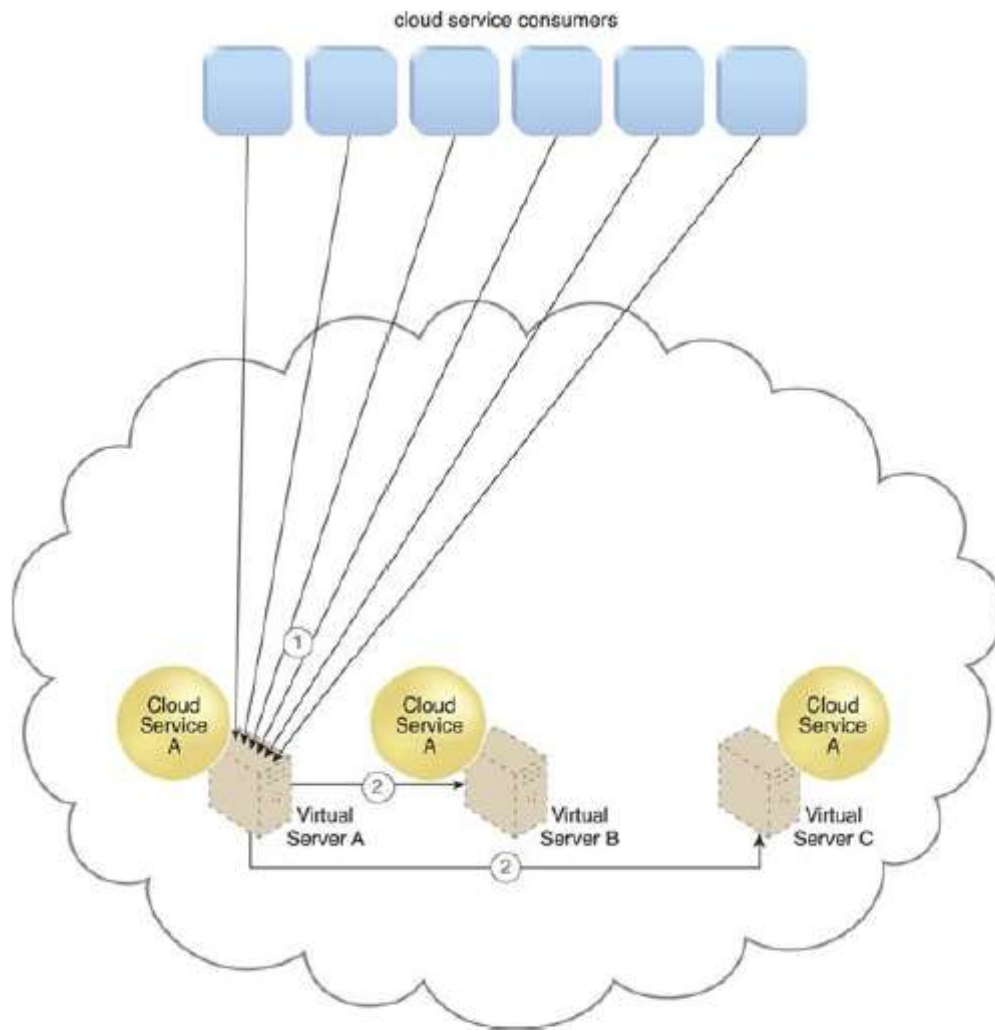 cloud service consumers
1
Cloud
Service
A
Cloud
Service
A
Cloud
Service
A
2
Virtual
Server A
Virtual
Server B
Virtual
Server C
2